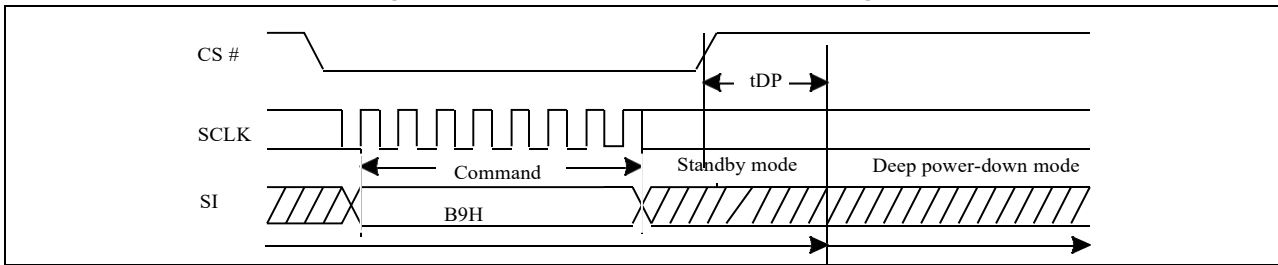 CS #
tDP
SCLK
Command
Standby mode
Deep power-down mode
SI
B9H